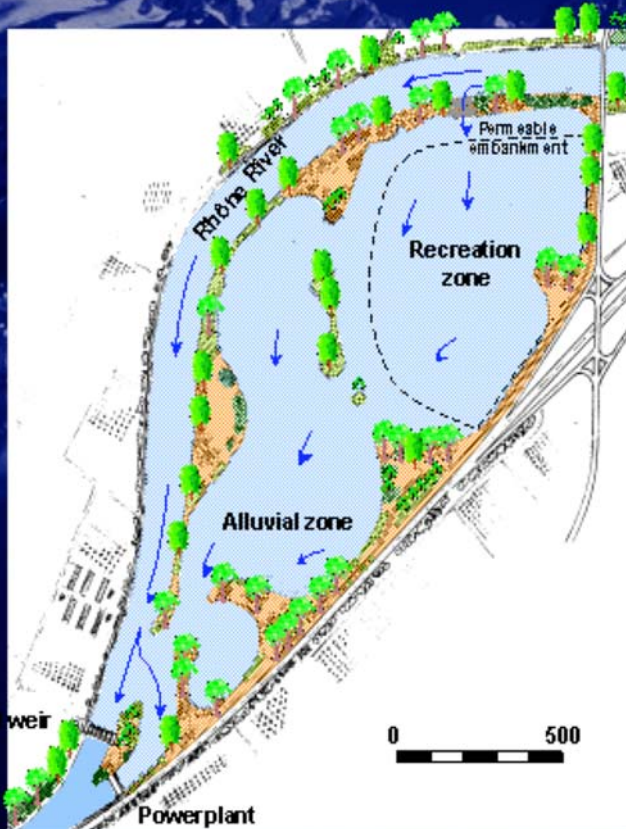 Rhône River
Permeable
embankment
Recreation
zone
Alluvial zone
weir
0 500
Powerplant